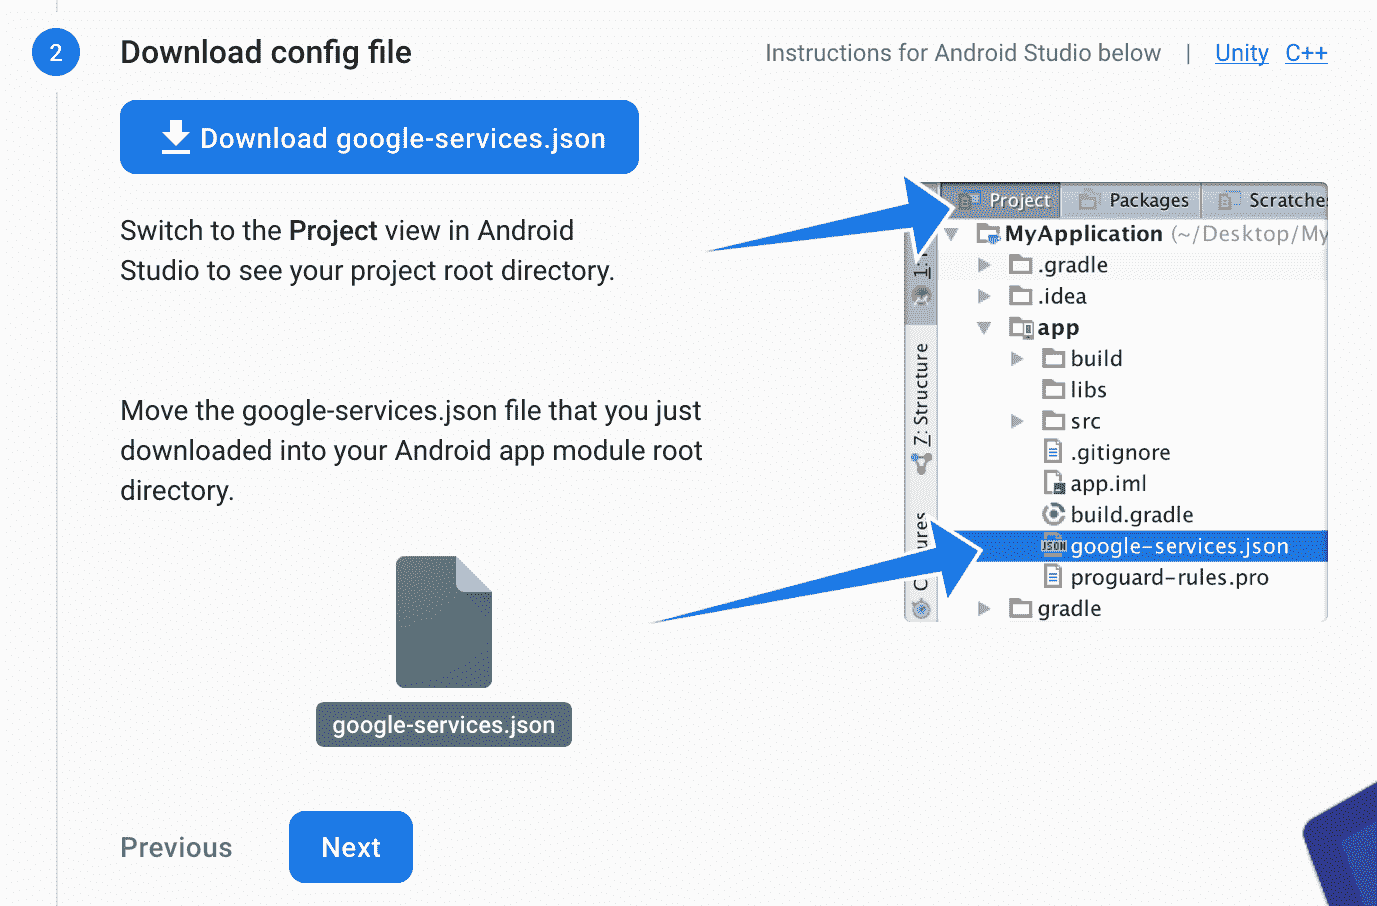 2
Download config file
Instructions for Android Studio below | Unity C++
Download google-services.json
Switch to the Project view in Android
Studio to see your project root directory.
Move the google-services.json file that you just
downloaded into your Android app module root
directory.
google-services.json
Previous
Next
Project Packages Scratche
MyApplication (~/Desktop/My
.gradle
.idea
app
build
libs
src
.gitignore
app.iml
build.gradle
JSON google-services.json
proguard-rules.pro
gradle
1:
Z: Structure
C
ures